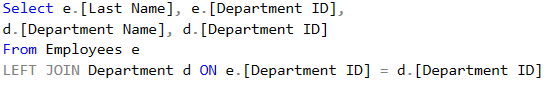 Select e.[Last Name], e.[Department ID],
d.[Department Name], d.[Department ID]
From Employees e
LEFT JOIN Department d ON e.[Department ID] = d.[Department ID]